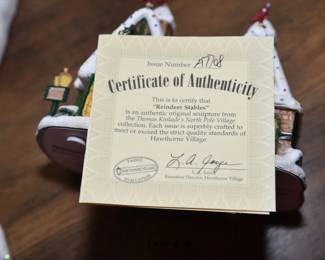 Issue Number A7708
Certificate of Authenticity
This is to certify that
"Reindeer Stables"
is an authentic original sculpture from
the Thomas Kinkade's North Pole Village
collection. Each issue is superbly crafted to
meet or exceed the strict quality standards of
Hawthorne Village.
Executive Director, Hawthorne Village